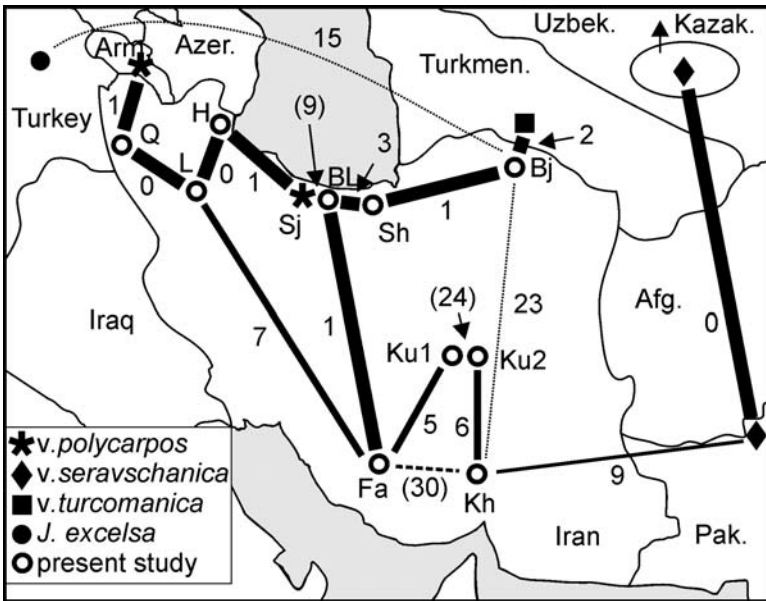 Uzbek. Kazak.
Arm. Azer. 15 Turkmen.
Turkey
1 H (9) 3 2
Q L BL Bj
0 0 1 Sj Sh 1
Iraq 7 1 (24) 23 Afg. 0
Ku1 Ku2
5 6
Fa (30) Kh 9
Iran Pak.
v.polycarpos
v.seravschanica
v.turcomanica
J. excelsa
present study